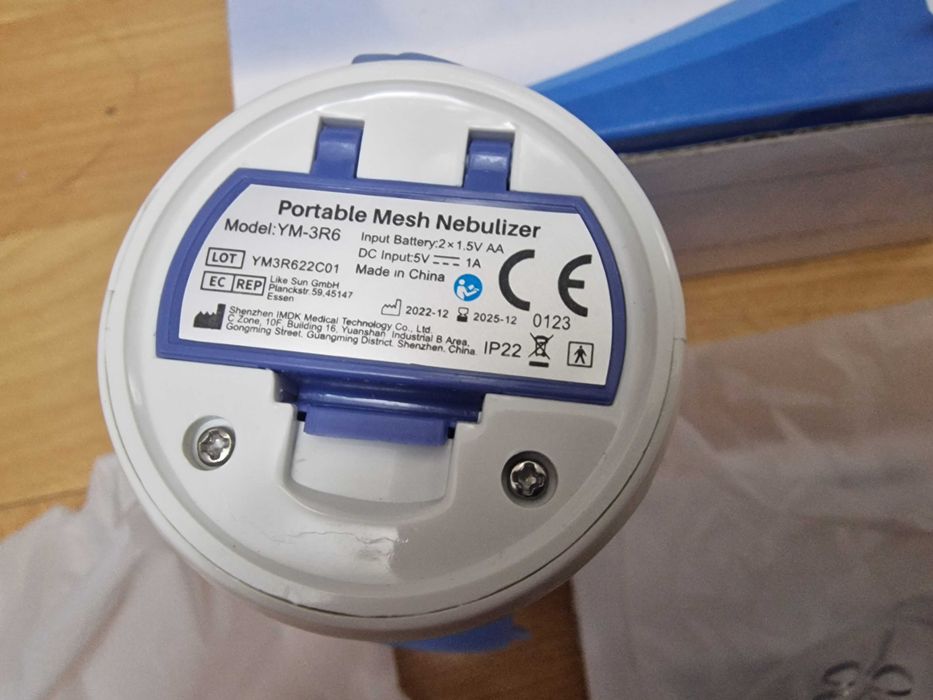 Portable Mesh Nebulizer
Model:YM-3R6
Input Battery:2×1.5V AA
DC Input:5V ⎓ 1A
Made in China
LOT YM3R622C01
EC REP Like Sun GmbH
Planckstr 59,45147
Essen
2022-12 2025-12
CE
0123
Shenzhen IMDK Medical Technology Co., Ltd.
C Zone, 10F, Building 16, Yuanshan Industrial B Area,
Gongming Street, Guangming District, Shenzhen, China
IP22